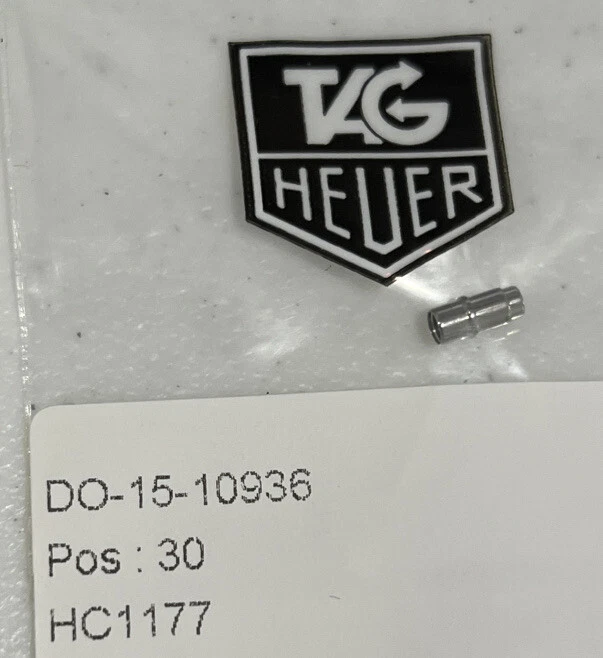 TAG
HEUER
DO-15-10936
Pos : 30
HC1177